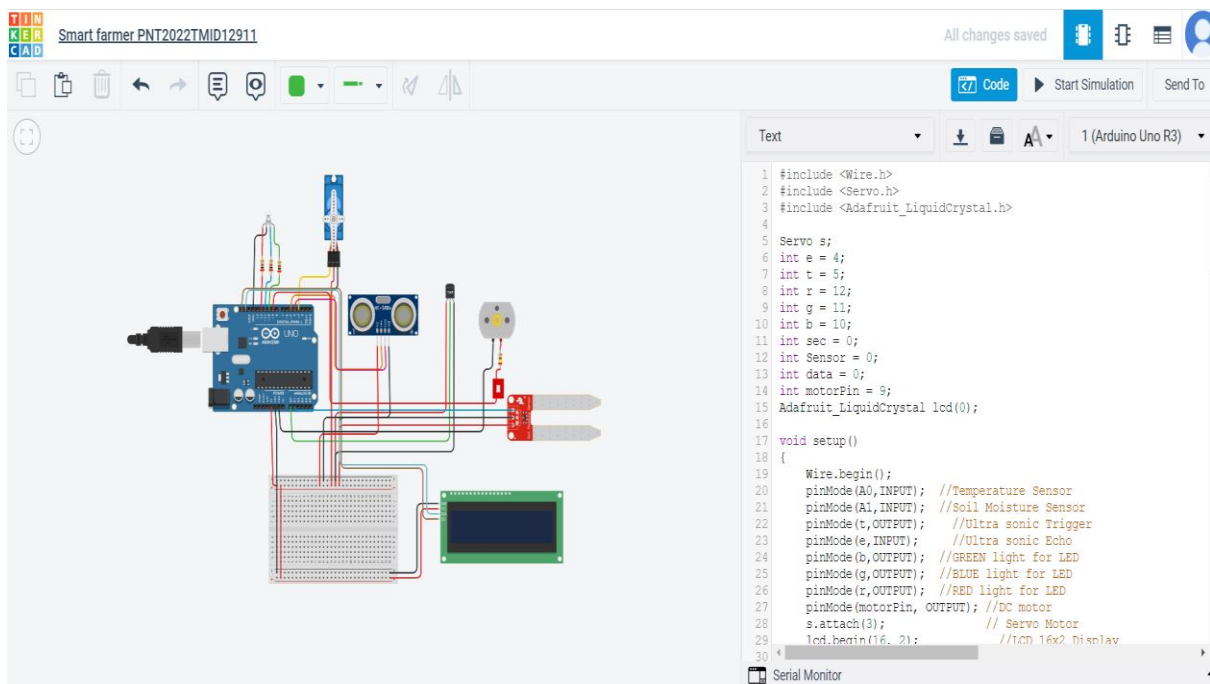 TIN
KER
CAD
Smart farmer PNT2022TMID12911
All changes saved
Code
Start Simulation
Send To
Text
1 (Arduino Uno R3)
UNO
1 #include <Wire.h>
2 #include <Servo.h>
3 #include <Adafruit_LiquidCrystal.h>
4
5 Servo s;
6 int e = 4;
7 int t = 5;
8 int r = 12;
9 int g = 11;
10 int b = 10;
11 int sec = 0;
12 int Sensor = 0;
13 int data = 0;
14 int motorPin = 9;
15 Adafruit_LiquidCrystal lcd(0);
16
17 void setup()
18 {
19 Wire.begin();
20 pinMode(A0,INPUT); //Temperature Sensor
21 pinMode(A1,INPUT); //Soil Moisture Sensor
22 pinMode(t,OUTPUT); //Ultra sonic Trigger
23 pinMode(e,INPUT); //Ultra sonic Echo
24 pinMode(b,OUTPUT); //GREEN light for LED
25 pinMode(g,OUTPUT); //BLUE light for LED
26 pinMode(r,OUTPUT); //RED light for LED
27 pinMode(motorPin, OUTPUT); //DC motor
28 s.attach(3); // Servo Motor
29 lcd.begin(16, 2); //LCD 16x2 Display
30
Serial Monitor